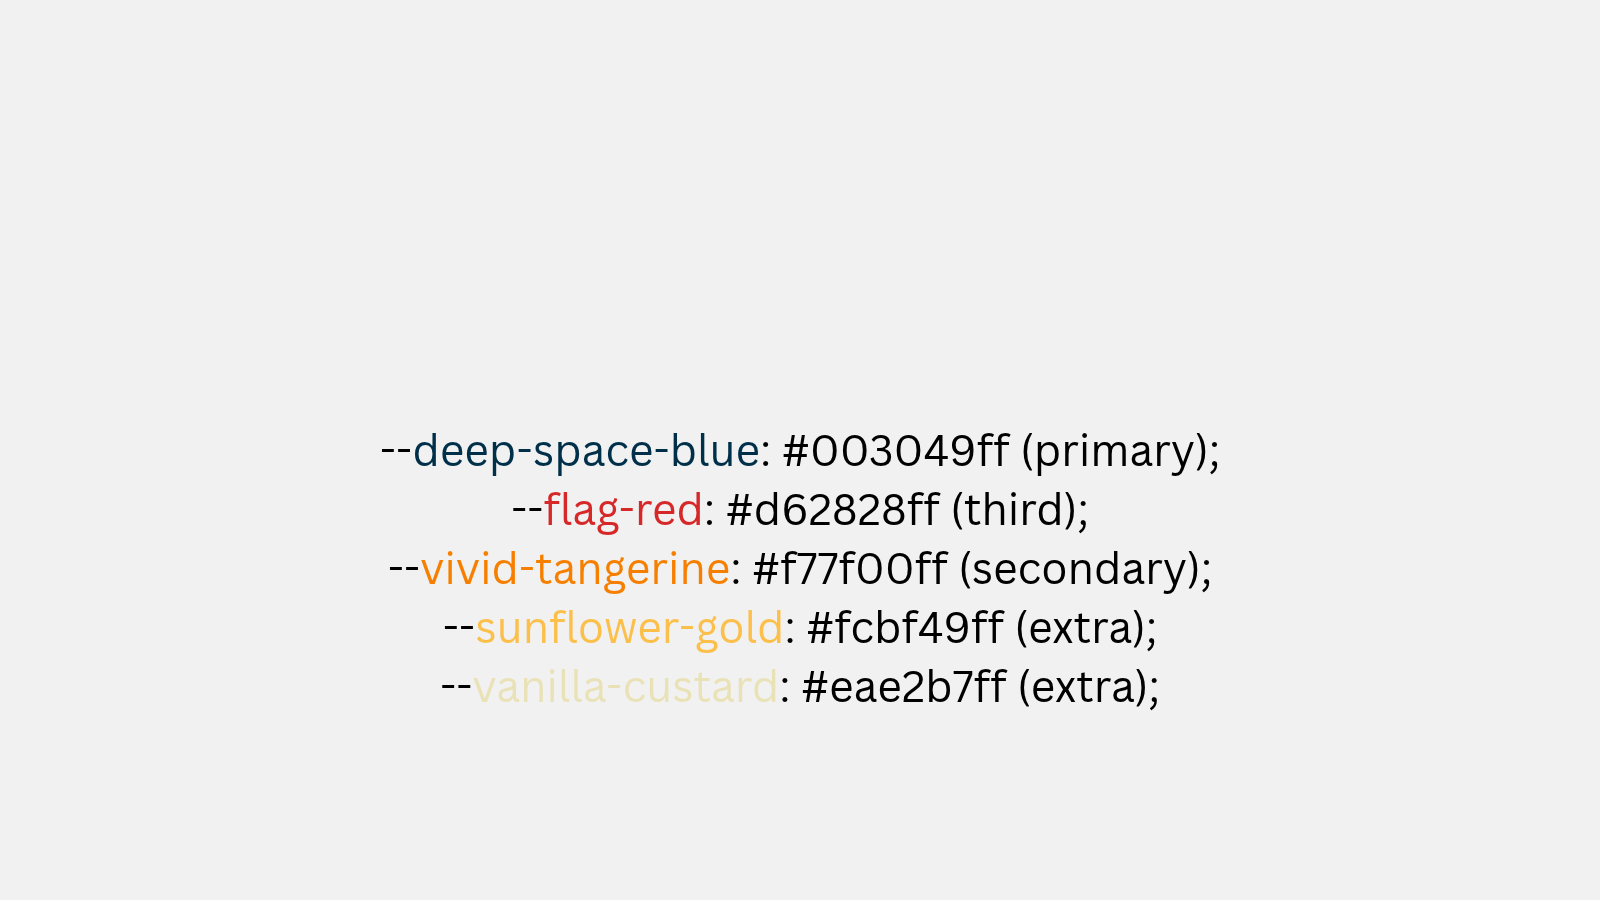 --deep-space-blue: #003049ff (primary);
--flag-red: #d62828ff (third);
--vivid-tangerine: #f77f00ff (secondary);
--sunflower-gold: #fcbf49ff (extra);
--vanilla-custard: #eae2b7ff (extra);